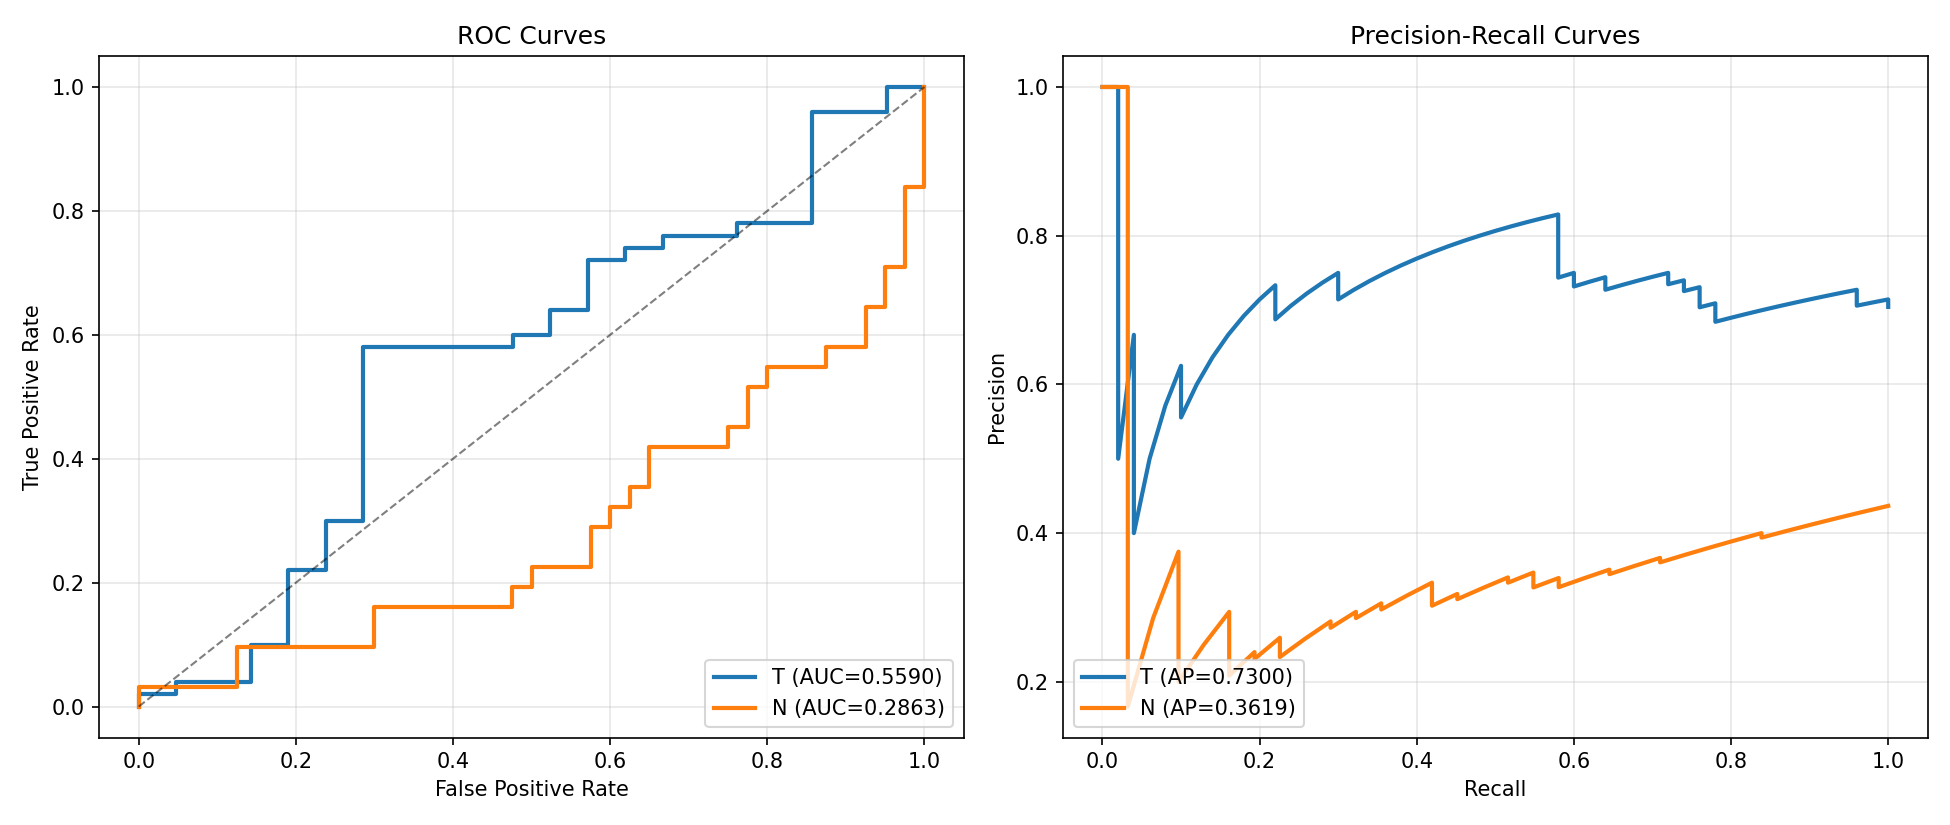 ROC Curves
True Positive Rate
1.0
0.8
0.6
0.4
0.2
0.0
0.0 0.2 0.4 0.6 0.8 1.0
False Positive Rate
T (AUC=0.5590)
N (AUC=0.2863)
Precision-Recall Curves
Precision
1.0
0.8
0.6
0.4
0.2
0.0 0.2 0.4 0.6 0.8 1.0
Recall
T (AP=0.7300)
N (AP=0.3619)